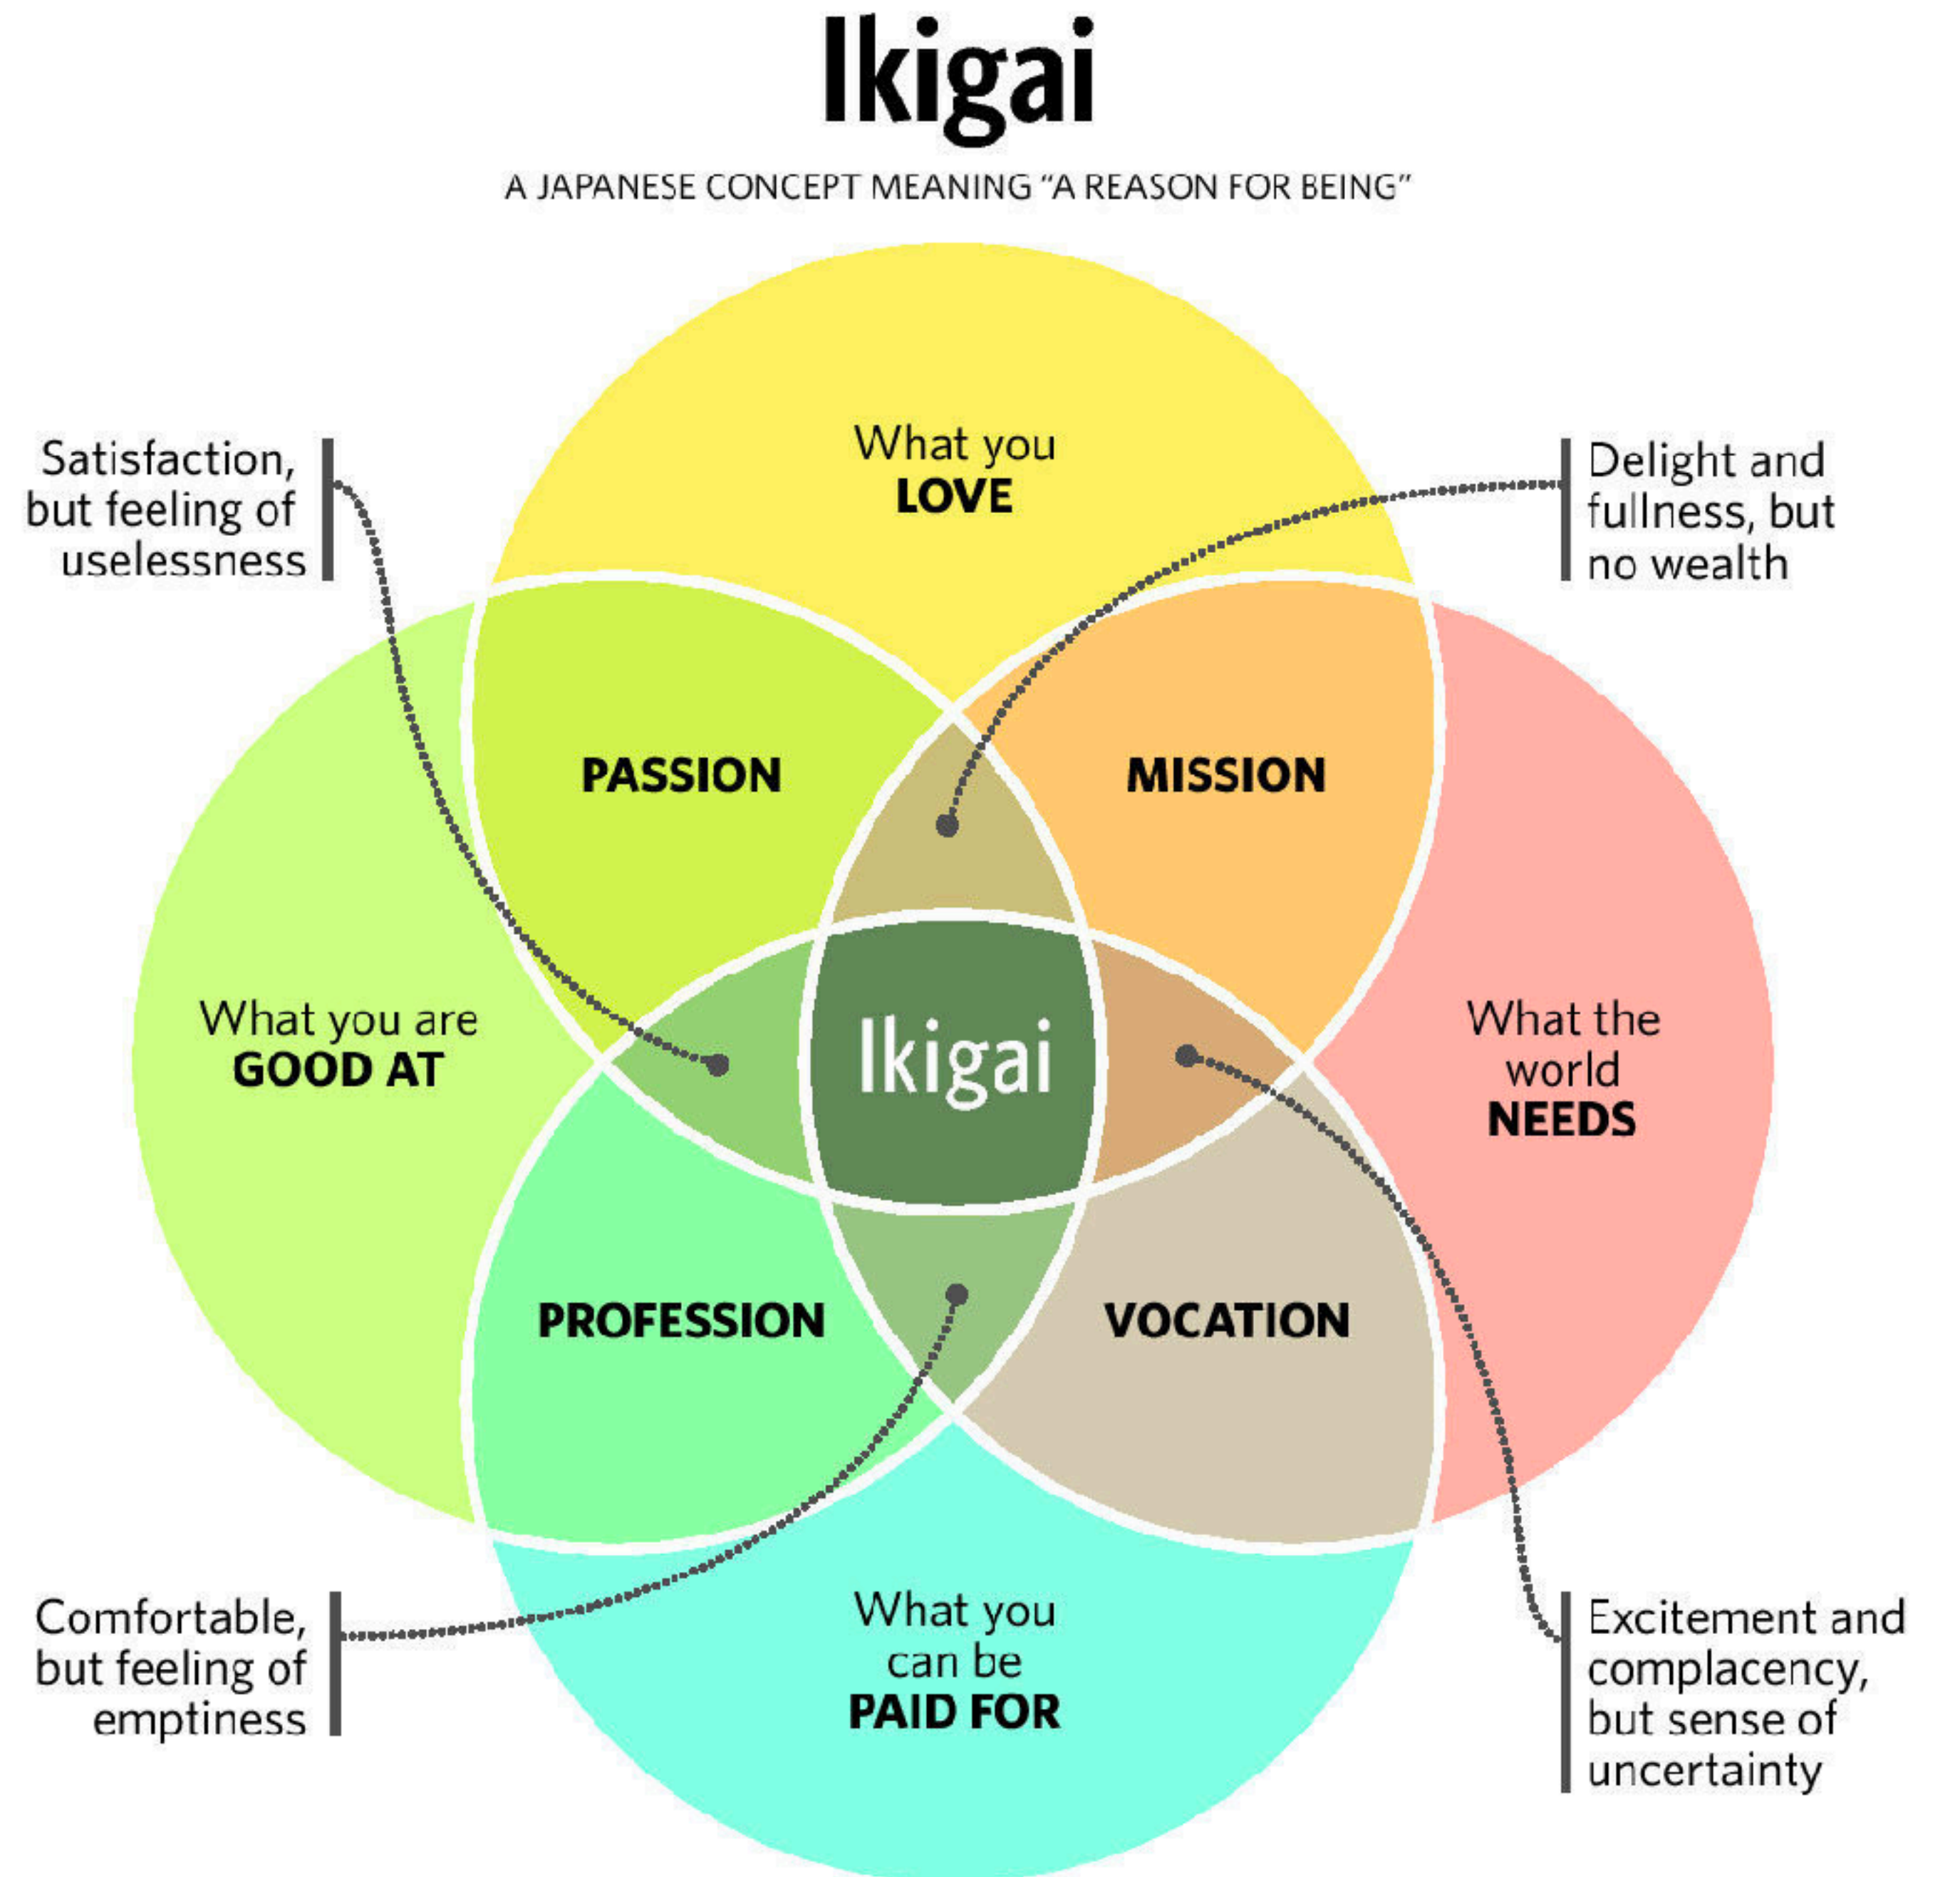 Ikigai
A JAPANESE CONCEPT MEANING “A REASON FOR BEING”
What you
LOVE
Satisfaction,
but feeling of
uselessness
Delight and
fullness, but
no wealth
PASSION
MISSION
What you are
GOOD AT
Ikigai
What the
world
NEEDS
PROFESSION
VOCATION
What you
can be
PAID FOR
Comfortable,
but feeling of
emptiness
Excitement and
complacency,
but sense of
uncertainty